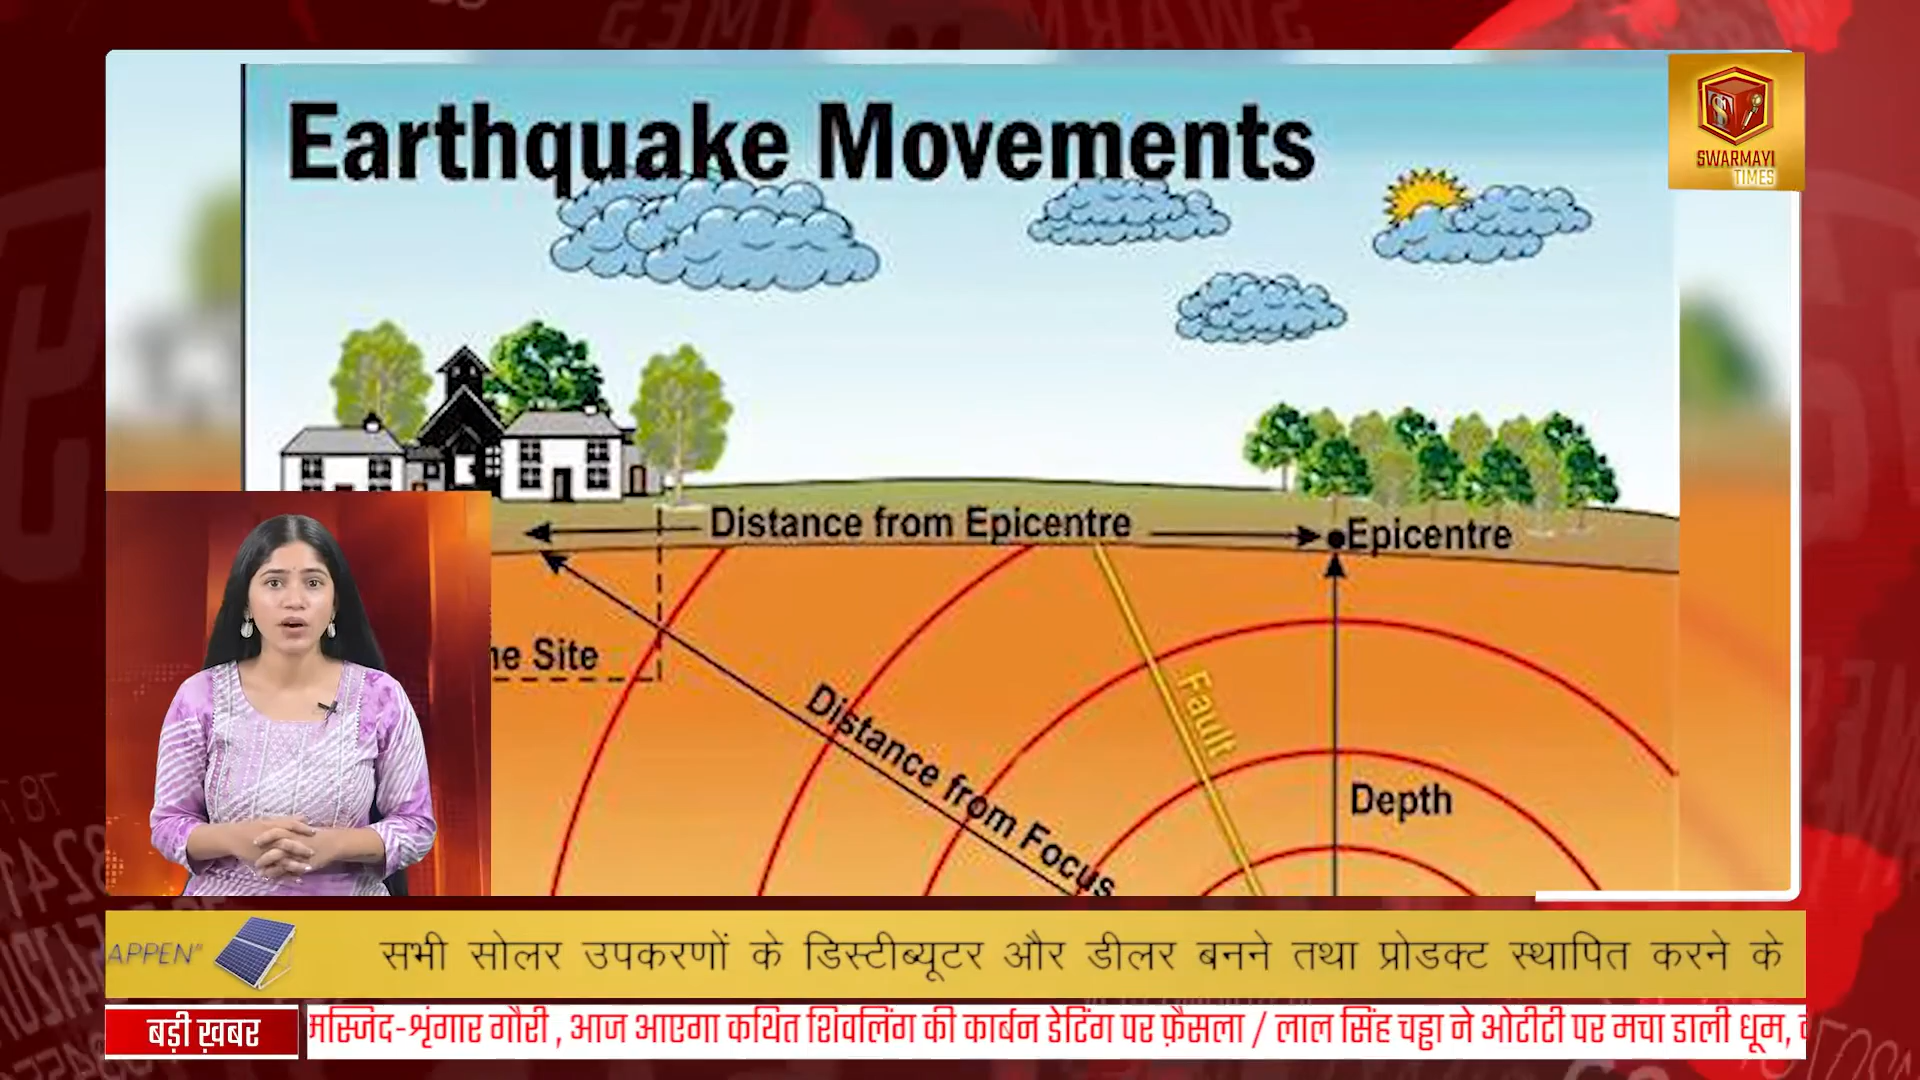 Earthquake Movements
SWARMAYI
TIMES
Distance from Epicentre
Epicentre
Site
Fault
Distance from Focus
Depth
APPEN"
सभी सोलर उपकरणों के डिस्टीब्यूटर और डीलर बनने तथा प्रोडक्ट स्थापित करने के
बड़ी ख़बर
मस्जिद-श्रृंगार गौरी , आज आएगा कथित शिवलिंग की कार्बन डेटिंग पर फ़ैसला / लाल सिंह चड्ढा ने ओटीटी पर मचा डाली धूम,